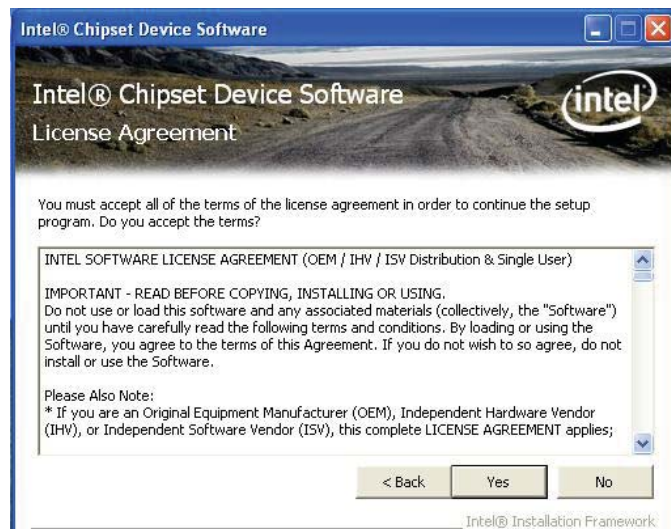 Intel® Chipset Device Software
Intel® Chipset Device Software
intel
License Agreement
You must accept all of the terms of the license agreement in order to continue the setup
program. Do you accept the terms?
INTEL SOFTWARE LICENSE AGREEMENT (OEM / IHV / ISV Distribution & Single User)
IMPORTANT - READ BEFORE COPYING, INSTALLING OR USING.
Do not use or load this software and any associated materials (collectively, the "Software")
until you have carefully read the following terms and conditions. By loading or using the
Software, you agree to the terms of this Agreement. If you do not wish to so agree, do not
install or use the Software.
Please Also Note:
* If you are an Original Equipment Manufacturer (OEM), Independent Hardware Vendor
(IHV), or Independent Software Vendor (ISV), this complete LICENSE AGREEMENT applies;
< Back Yes No
Intel® Installation Framework